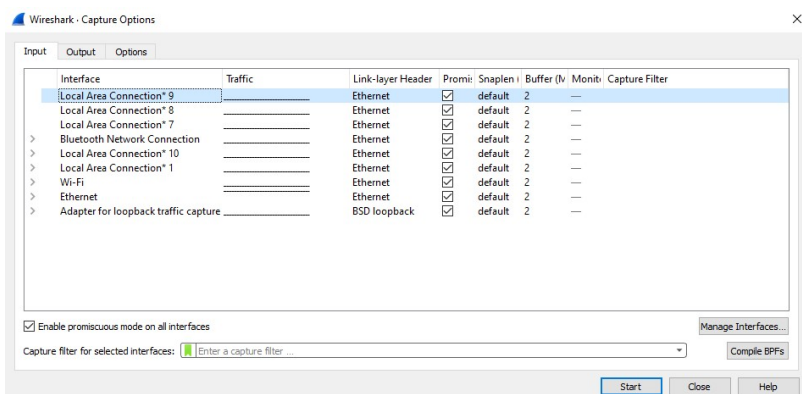 Wireshark · Capture Options
Input Output Options
Interface Traffic Link-layer Header Promi: Snaplen ( Buffer (M Monit Capture Filter
Local Area Connection* 9 Ethernet default 2 —
Local Area Connection* 8 Ethernet default 2 —
Local Area Connection* 7 Ethernet default 2 —
Bluetooth Network Connection Ethernet default 2 —
Local Area Connection* 10 Ethernet default 2 —
Local Area Connection* 1 Ethernet default 2 —
Wi-Fi Ethernet default 2 —
Ethernet Ethernet default 2 —
Adapter for loopback traffic capture BSD loopback default 2 —
Enable promiscuous mode on all interfaces Manage Interfaces...
Capture filter for selected interfaces: Enter a capture filter ... Compile BPFs
Start Close Help